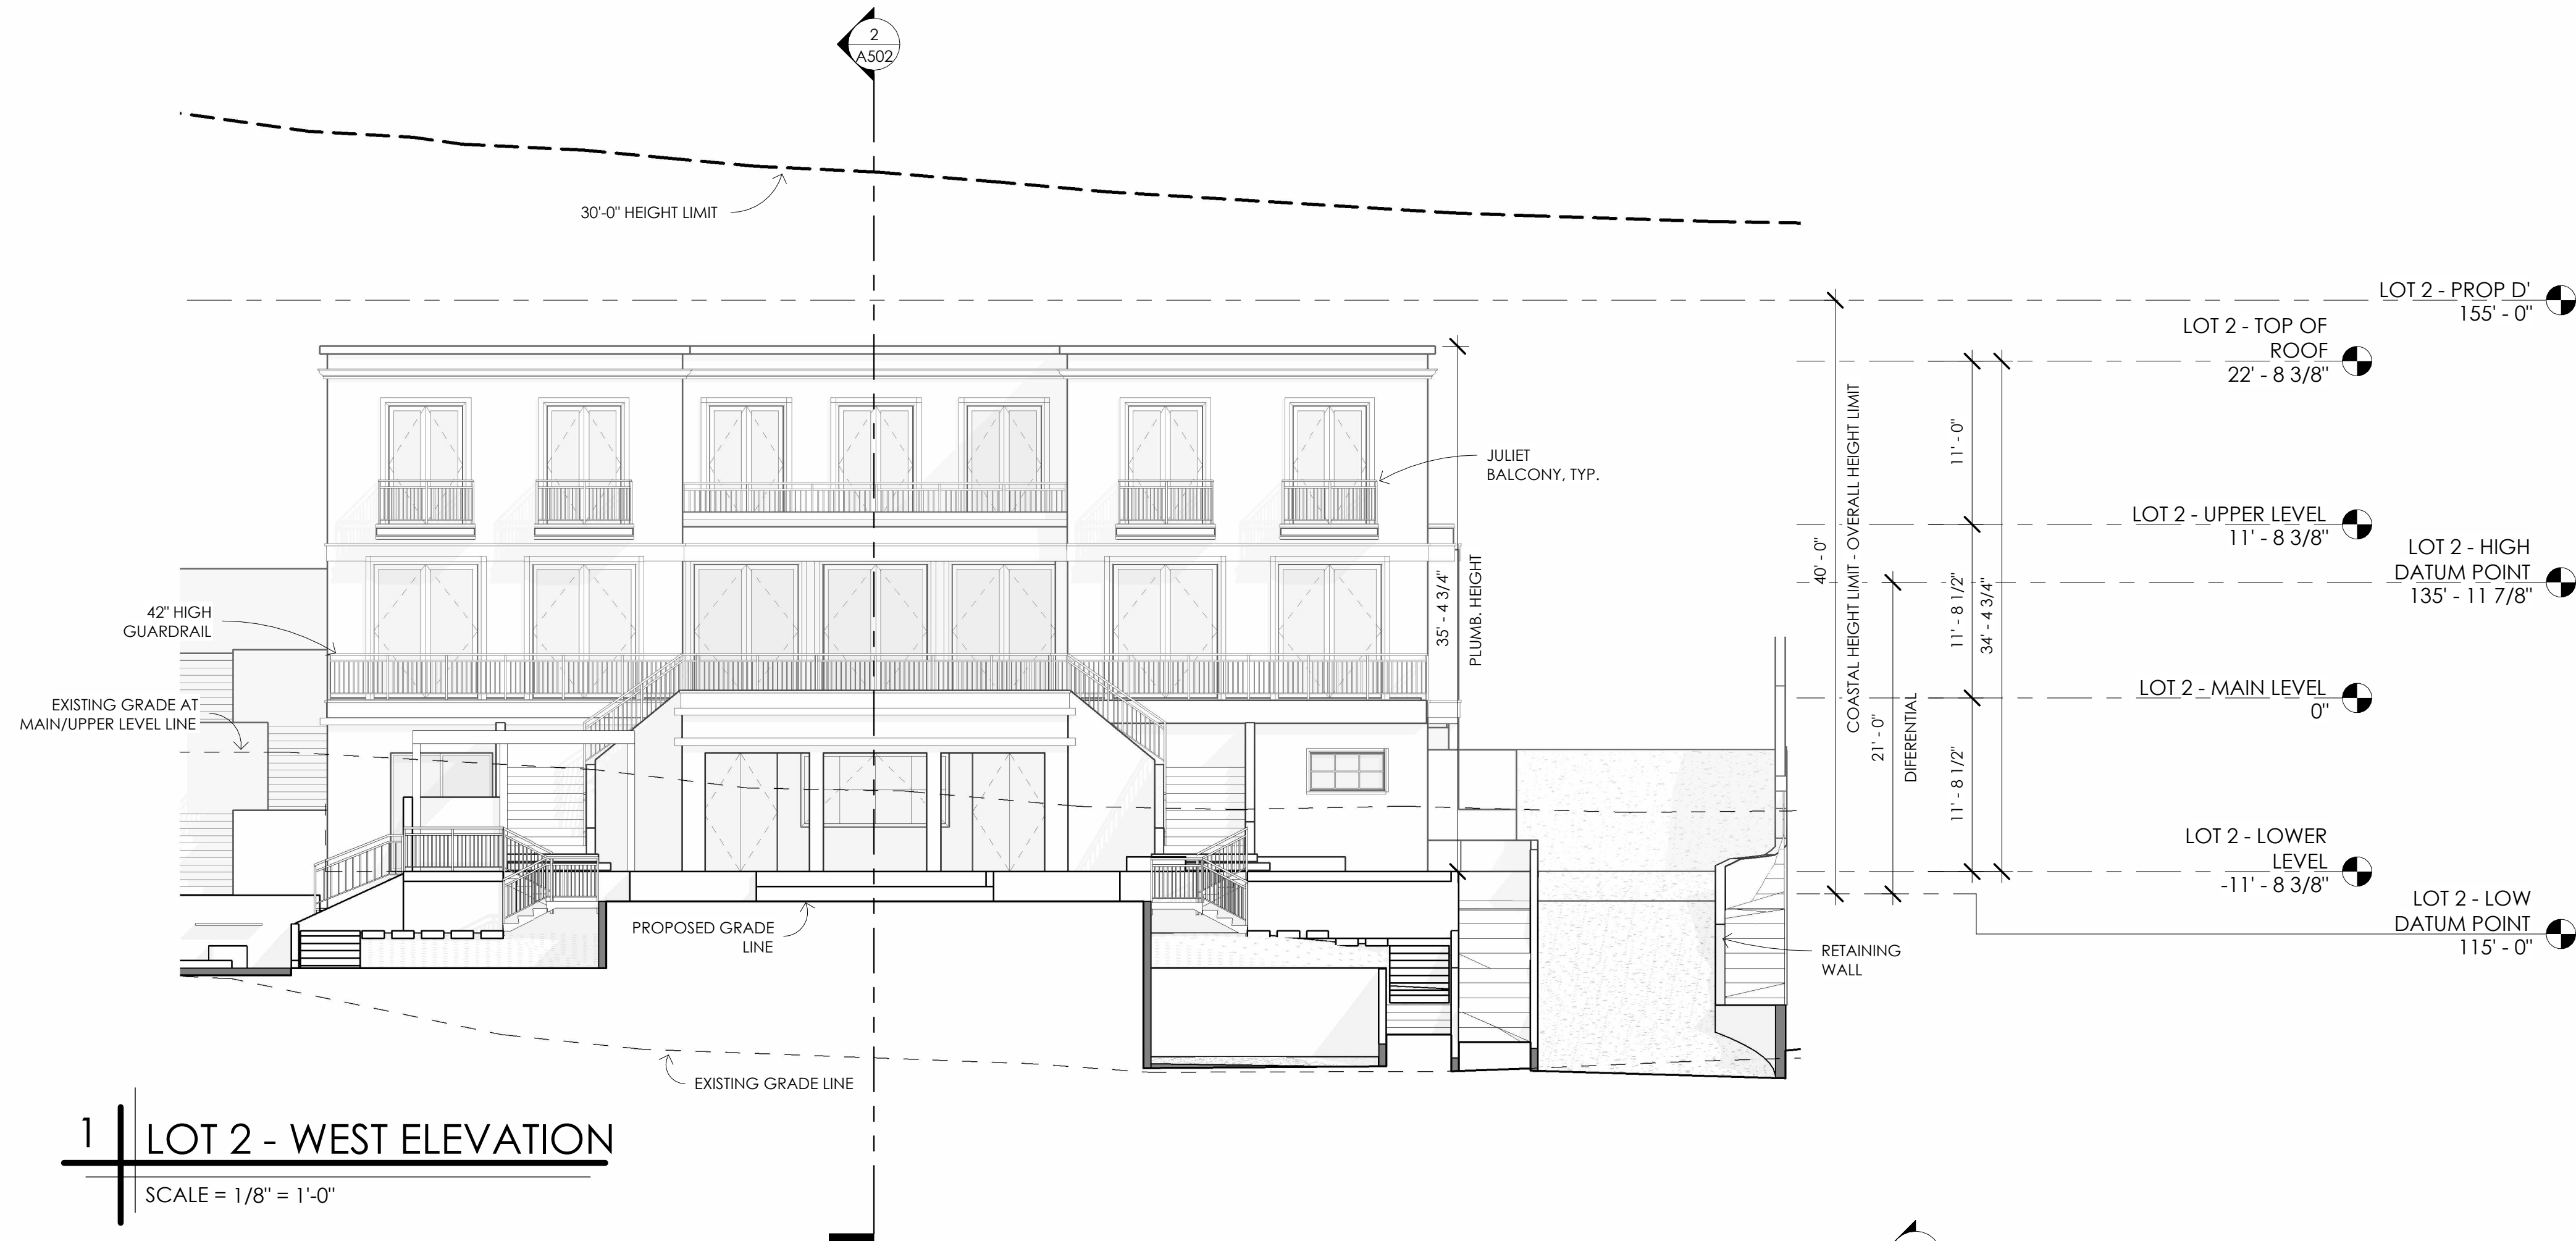 2
A502
30'-0" HEIGHT LIMIT
LOT 2 - PROP D'
155' - 0"
LOT 2 - TOP OF
ROOF
22' - 8 3/8"
JULIET
BALCONY, TYP.
LOT 2 - UPPER LEVEL
11' - 8 3/8"
LOT 2 - HIGH
DATUM POINT
135' - 11 7/8"
42" HIGH
GUARDRAIL
EXISTING GRADE AT
MAIN/UPPER LEVEL LINE
35' - 4 3/4"
PLUMB. HEIGHT
40' - 0"
COASTAL HEIGHT LIMIT - OVERALL HEIGHT LIMIT
21' - 0"
DIFERENTIAL
11' - 0"
11' - 8 1/2"
11' - 8 1/2"
34' - 4 3/4"
LOT 2 - MAIN LEVEL
0"
LOT 2 - LOWER
LEVEL
-11' - 8 3/8"
LOT 2 - LOW
DATUM POINT
115' - 0"
PROPOSED GRADE
LINE
RETAINING
WALL
EXISTING GRADE LINE
1
LOT 2 - WEST ELEVATION
SCALE = 1/8" = 1'-0"